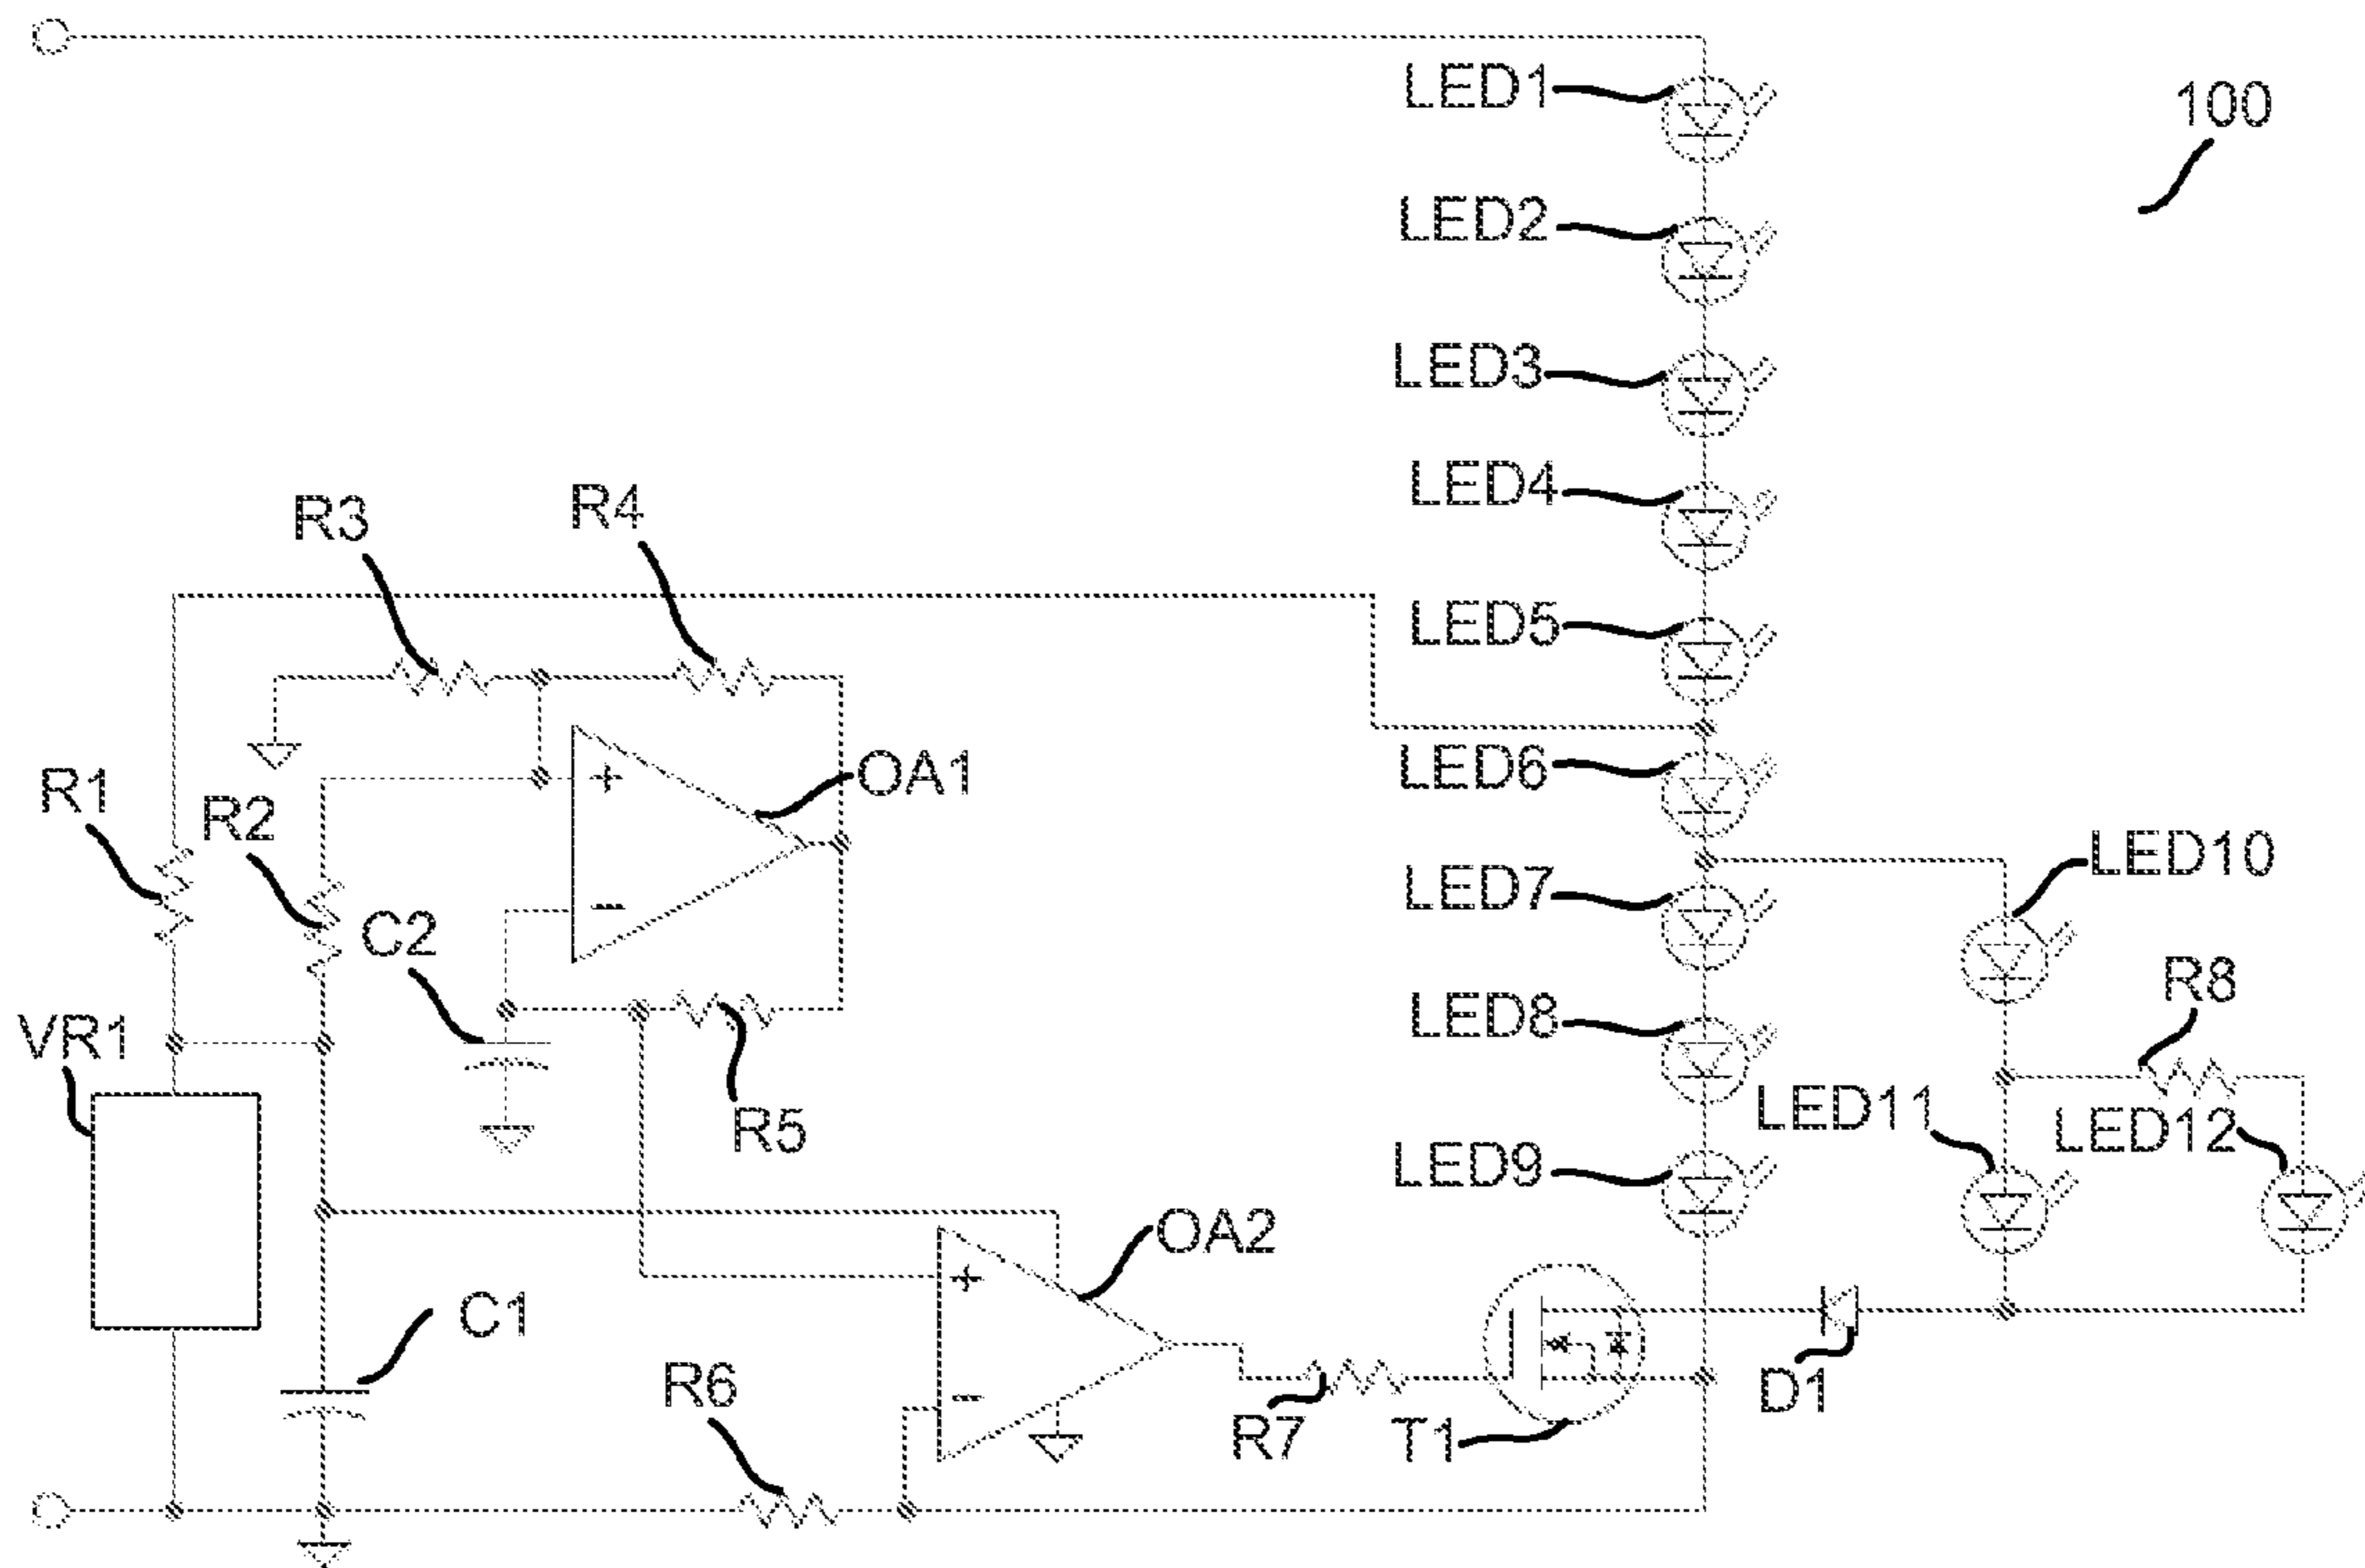 LED1
100
LED2
LED3
LED4
R3
R4
LED5
LED6
OA1
R1
R2
LED10
LED7
C2
R8
LED8
VR1
LED11
R5
LED12
LED9
OA2
C1
R6
D1
R7
T1
+
−
+
−